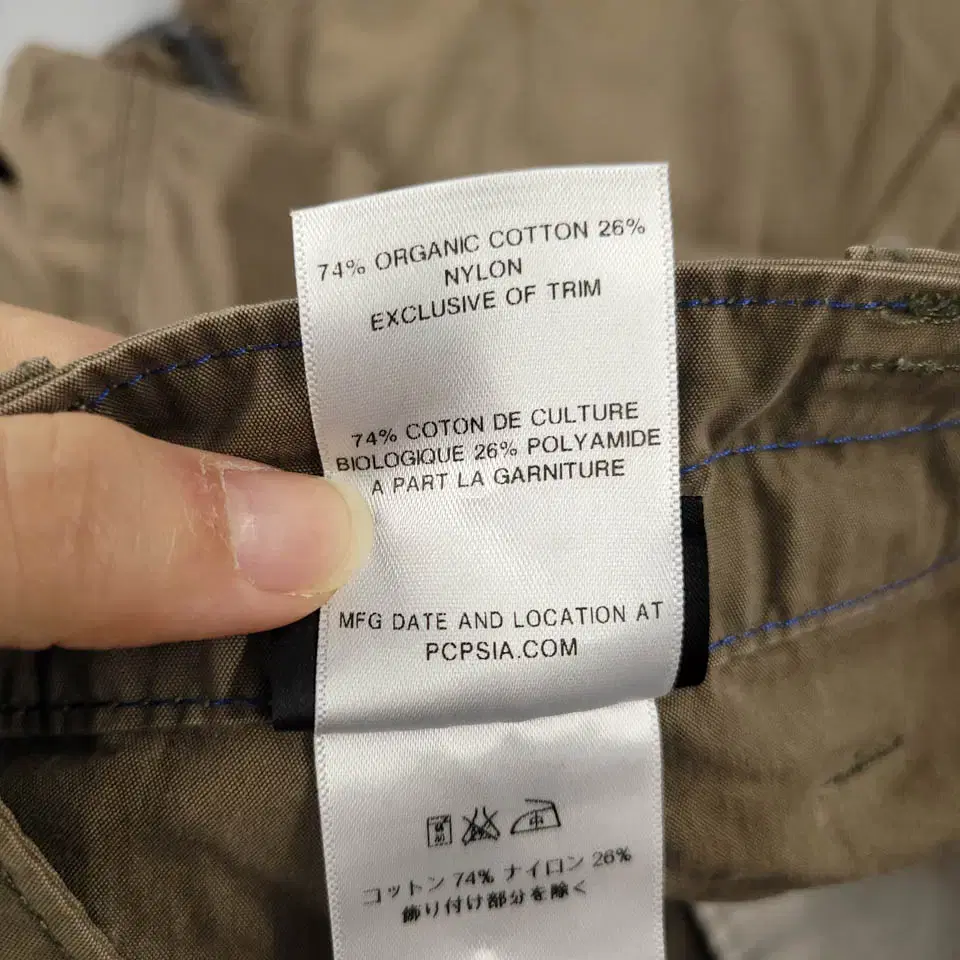 74% ORGANIC COTTON 26%
NYLON
EXCLUSIVE OF TRIM
74% COTON DE CULTURE
BIOLOGIQUE 26% POLYAMIDE
A PART LA GARNITURE
MFG DATE AND LOCATION AT
PCPSIA.COM
中
コットン 74% ナイロン 26%
飾り付け部分を除く